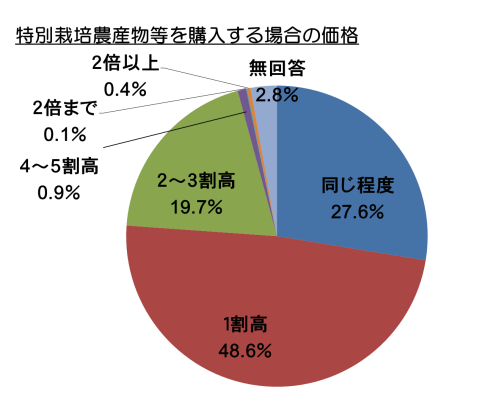 特別栽培農産物等を購入する場合の価格
2倍以上
0.4%
無回答
2.8%
2倍まで
0.1%
4～5割高
0.9%
2～3割高
19.7%
同じ程度
27.6%
1割高
48.6%